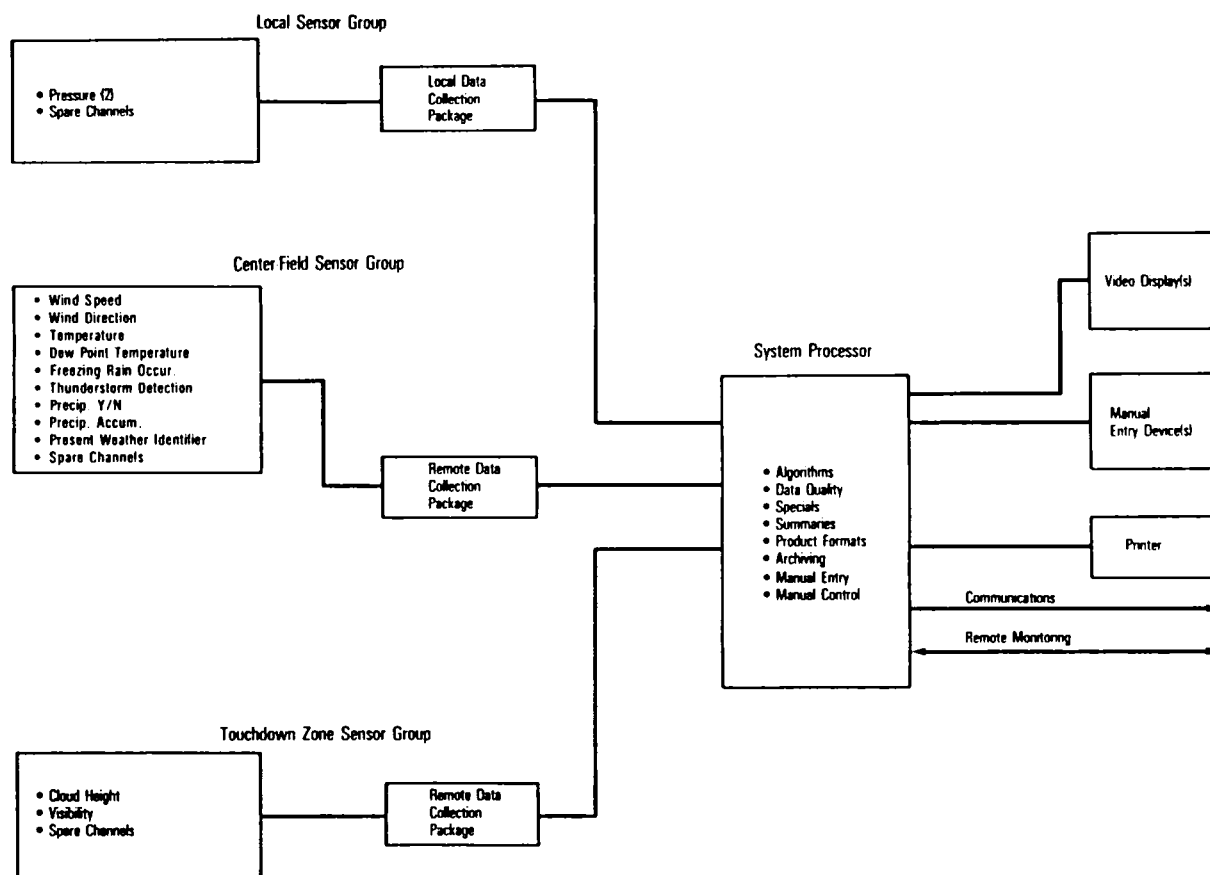 Local Sensor Group
• Pressure (2)
• Spare Channels
Local Data
Collection
Package
Center Field Sensor Group
• Wind Speed
• Wind Direction
• Temperature
• Dew Point Temperature
• Freezing Rain Occur.
• Thunderstorm Detection
• Precip. Y/N
• Precip. Accum.
• Present Weather Identifier
• Spare Channels
Remote Data
Collection
Package
Touchdown Zone Sensor Group
• Cloud Height
• Visibility
• Spare Channels
Remote Data
Collection
Package
System Processor
• Algorithms
• Data Quality
• Specials
• Summaries
• Product Formats
• Archiving
• Manual Entry
• Manual Control
Video Display(s)
Manual
Entry Device(s)
Printer
Communications
Remote Monitoring